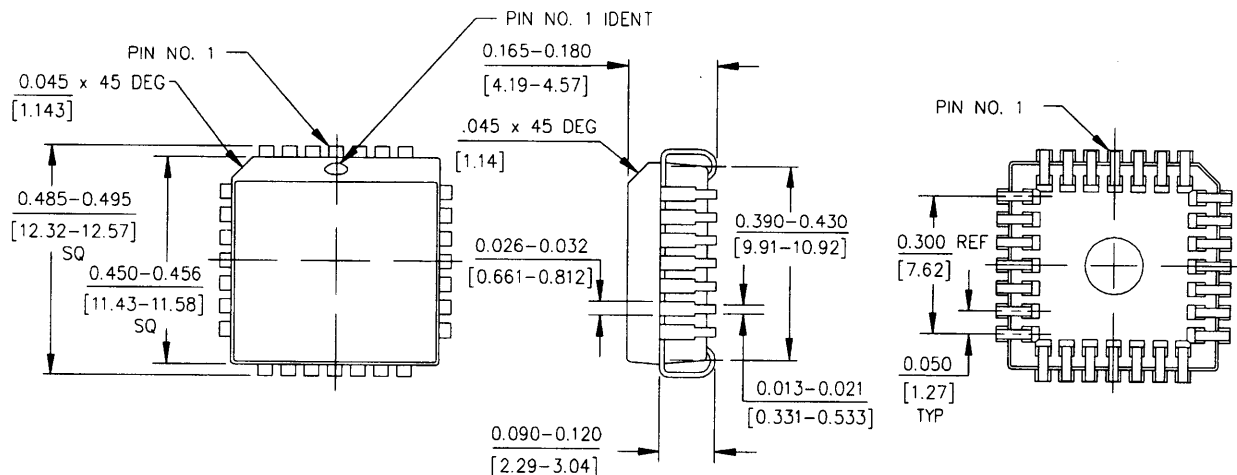 PIN NO. 1 IDENT
PIN NO. 1
0.045 x 45 DEG
[1.143]
0.485–0.495
[12.32–12.57]
SQ
0.450–0.456
[11.43–11.58]
SQ
0.165–0.180
[4.19–4.57]
.045 x 45 DEG
[1.14]
0.026–0.032
[0.661–0.812]
0.390–0.430
[9.91–10.92]
0.013–0.021
[0.331–0.533]
0.090–0.120
[2.29–3.04]
PIN NO. 1
0.300 REF
[7.62]
0.050
[1.27]
TYP